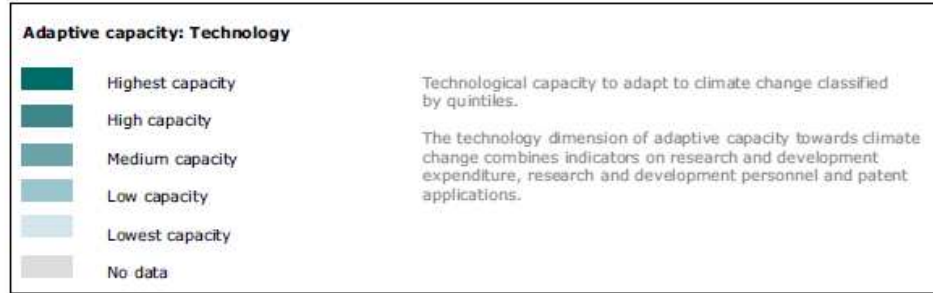 Adaptive capacity: Technology
Highest capacity
High capacity
Medium capacity
Low capacity
Lowest capacity
No data
Technological capacity to adapt to climate change classified
by quintiles.
The technology dimension of adaptive capacity towards climate
change combines indicators on research and development
expenditure, research and development personnel and patent
applications.